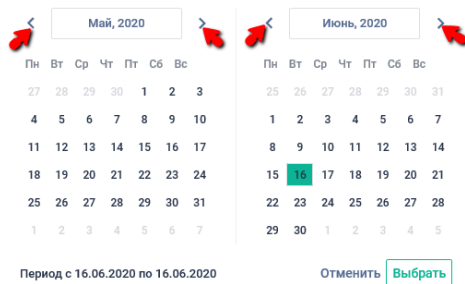 Май, 2020
Пн Вт Ср Чт Пт Сб Вс
27 28 29 30 1 2 3
4 5 6 7 8 9 10
11 12 13 14 15 16 17
18 19 20 21 22 23 24
25 26 27 28 29 30 31
1 2 3 4 5 6 7
Июнь, 2020
Пн Вт Ср Чт Пт Сб Вс
25 26 27 28 29 30 31
1 2 3 4 5 6 7
8 9 10 11 12 13 14
15 16 17 18 19 20 21
22 23 24 25 26 27 28
29 30 1 2 3 4 5
Период с 16.06.2020 по 16.06.2020
Отменить Выбрать